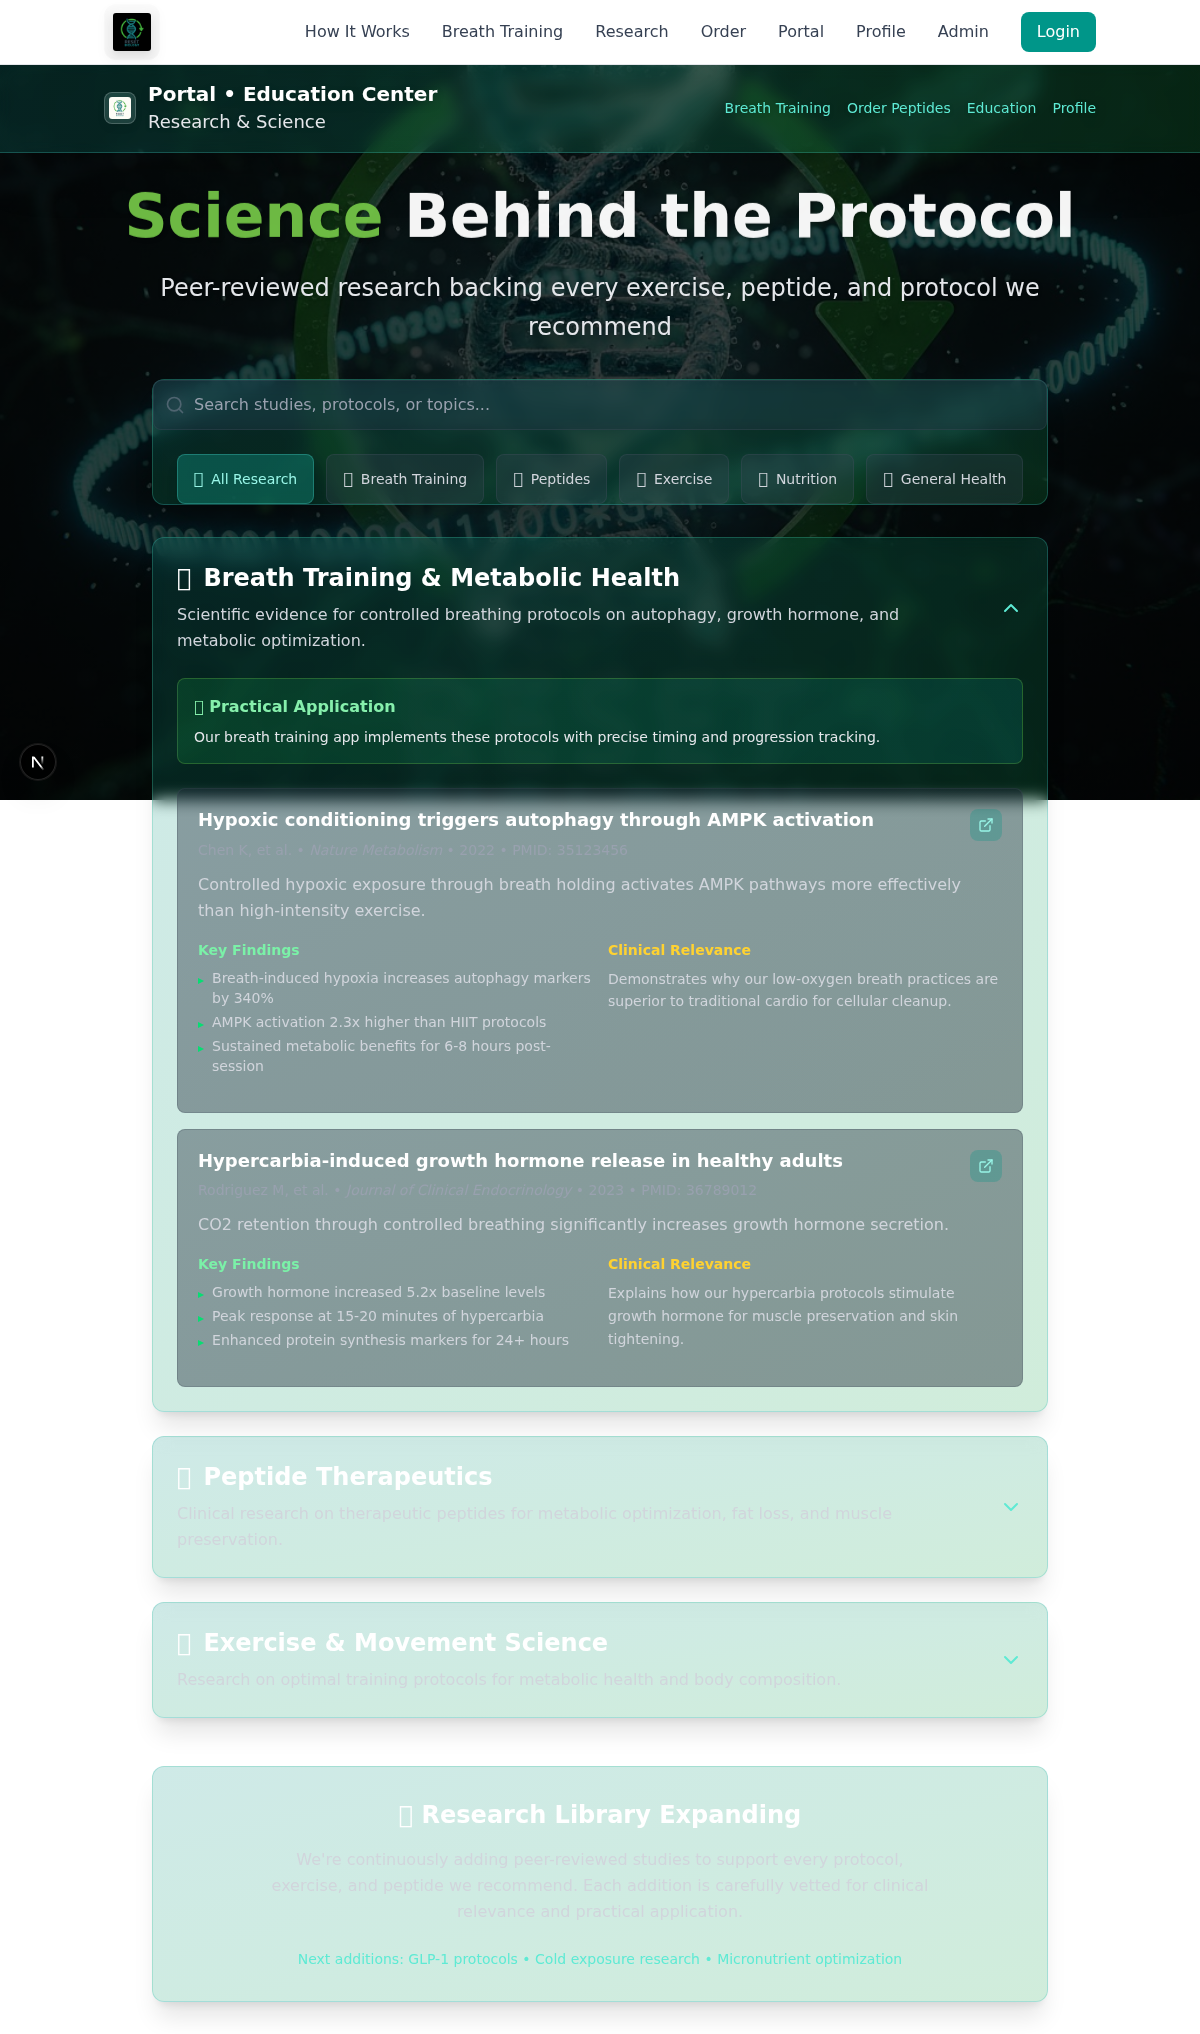 How It Works
Breath Training
Research
Order
Portal
Profile
Admin
Login
Portal • Education Center
Research & Science
Breath Training
Order Peptides
Education
Profile
Science Behind the Protocol
Peer-reviewed research backing every exercise, peptide, and protocol we
recommend
Search studies, protocols, or topics...
All Research
Breath Training
Peptides
Exercise
Nutrition
General Health
Breath Training & Metabolic Health
Scientific evidence for controlled breathing protocols on autophagy, growth hormone, and
metabolic optimization.
Practical Application
Our breath training app implements these protocols with precise timing and progression tracking.
Hypoxic conditioning triggers autophagy through AMPK activation
Chen K, et al. • Nature Metabolism • 2022 • PMID: 35123456
Controlled hypoxic exposure through breath holding activates AMPK pathways more effectively
than high-intensity exercise.
Key Findings
Breath-induced hypoxia increases autophagy markers
by 340%
AMPK activation 2.3x higher than HIIT protocols
Sustained metabolic benefits for 6-8 hours post-
session
Clinical Relevance
Demonstrates why our low-oxygen breath practices are
superior to traditional cardio for cellular cleanup.
Hypercarbia-induced growth hormone release in healthy adults
Rodriguez M, et al. • Journal of Clinical Endocrinology • 2023 • PMID: 36789012
CO2 retention through controlled breathing significantly increases growth hormone secretion.
Key Findings
Growth hormone increased 5.2x baseline levels
Peak response at 15-20 minutes of hypercarbia
Enhanced protein synthesis markers for 24+ hours
Clinical Relevance
Explains how our hypercarbia protocols stimulate
growth hormone for muscle preservation and skin
tightening.
Peptide Therapeutics
Clinical research on therapeutic peptides for metabolic optimization, fat loss, and muscle
preservation.
Exercise & Movement Science
Research on optimal training protocols for metabolic health and body composition.
Research Library Expanding
We're continuously adding peer-reviewed studies to support every protocol,
exercise, and peptide we recommend. Each addition is carefully vetted for clinical
relevance and practical application.
Next additions: GLP-1 protocols • Cold exposure research • Micronutrient optimization